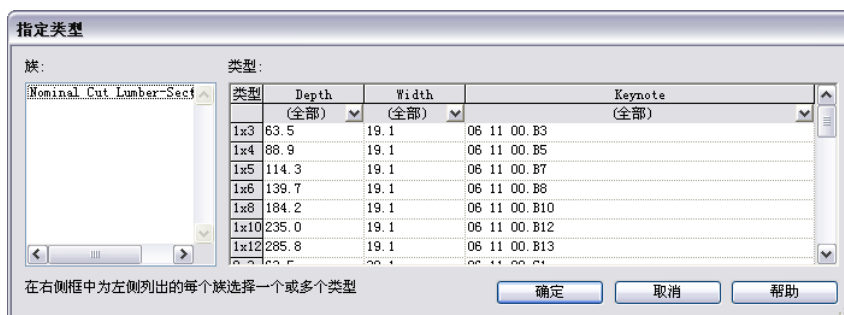 指定类型
族: 类型:
Nominal Cut Lumber-Sect
类型 Depth Width Keynote
(全部) (全部) (全部)
1x3 63.5 19.1 06 11 00.B3
1x4 88.9 19.1 06 11 00.B5
1x5 114.3 19.1 06 11 00.B7
1x6 139.7 19.1 06 11 00.B8
1x8 184.2 19.1 06 11 00.B10
1x10 235.0 19.1 06 11 00.B12
1x12 285.8 19.1 06 11 00.B13
在右侧框中为左侧列出的每个族选择一个或多个类型
确定 取消 帮助